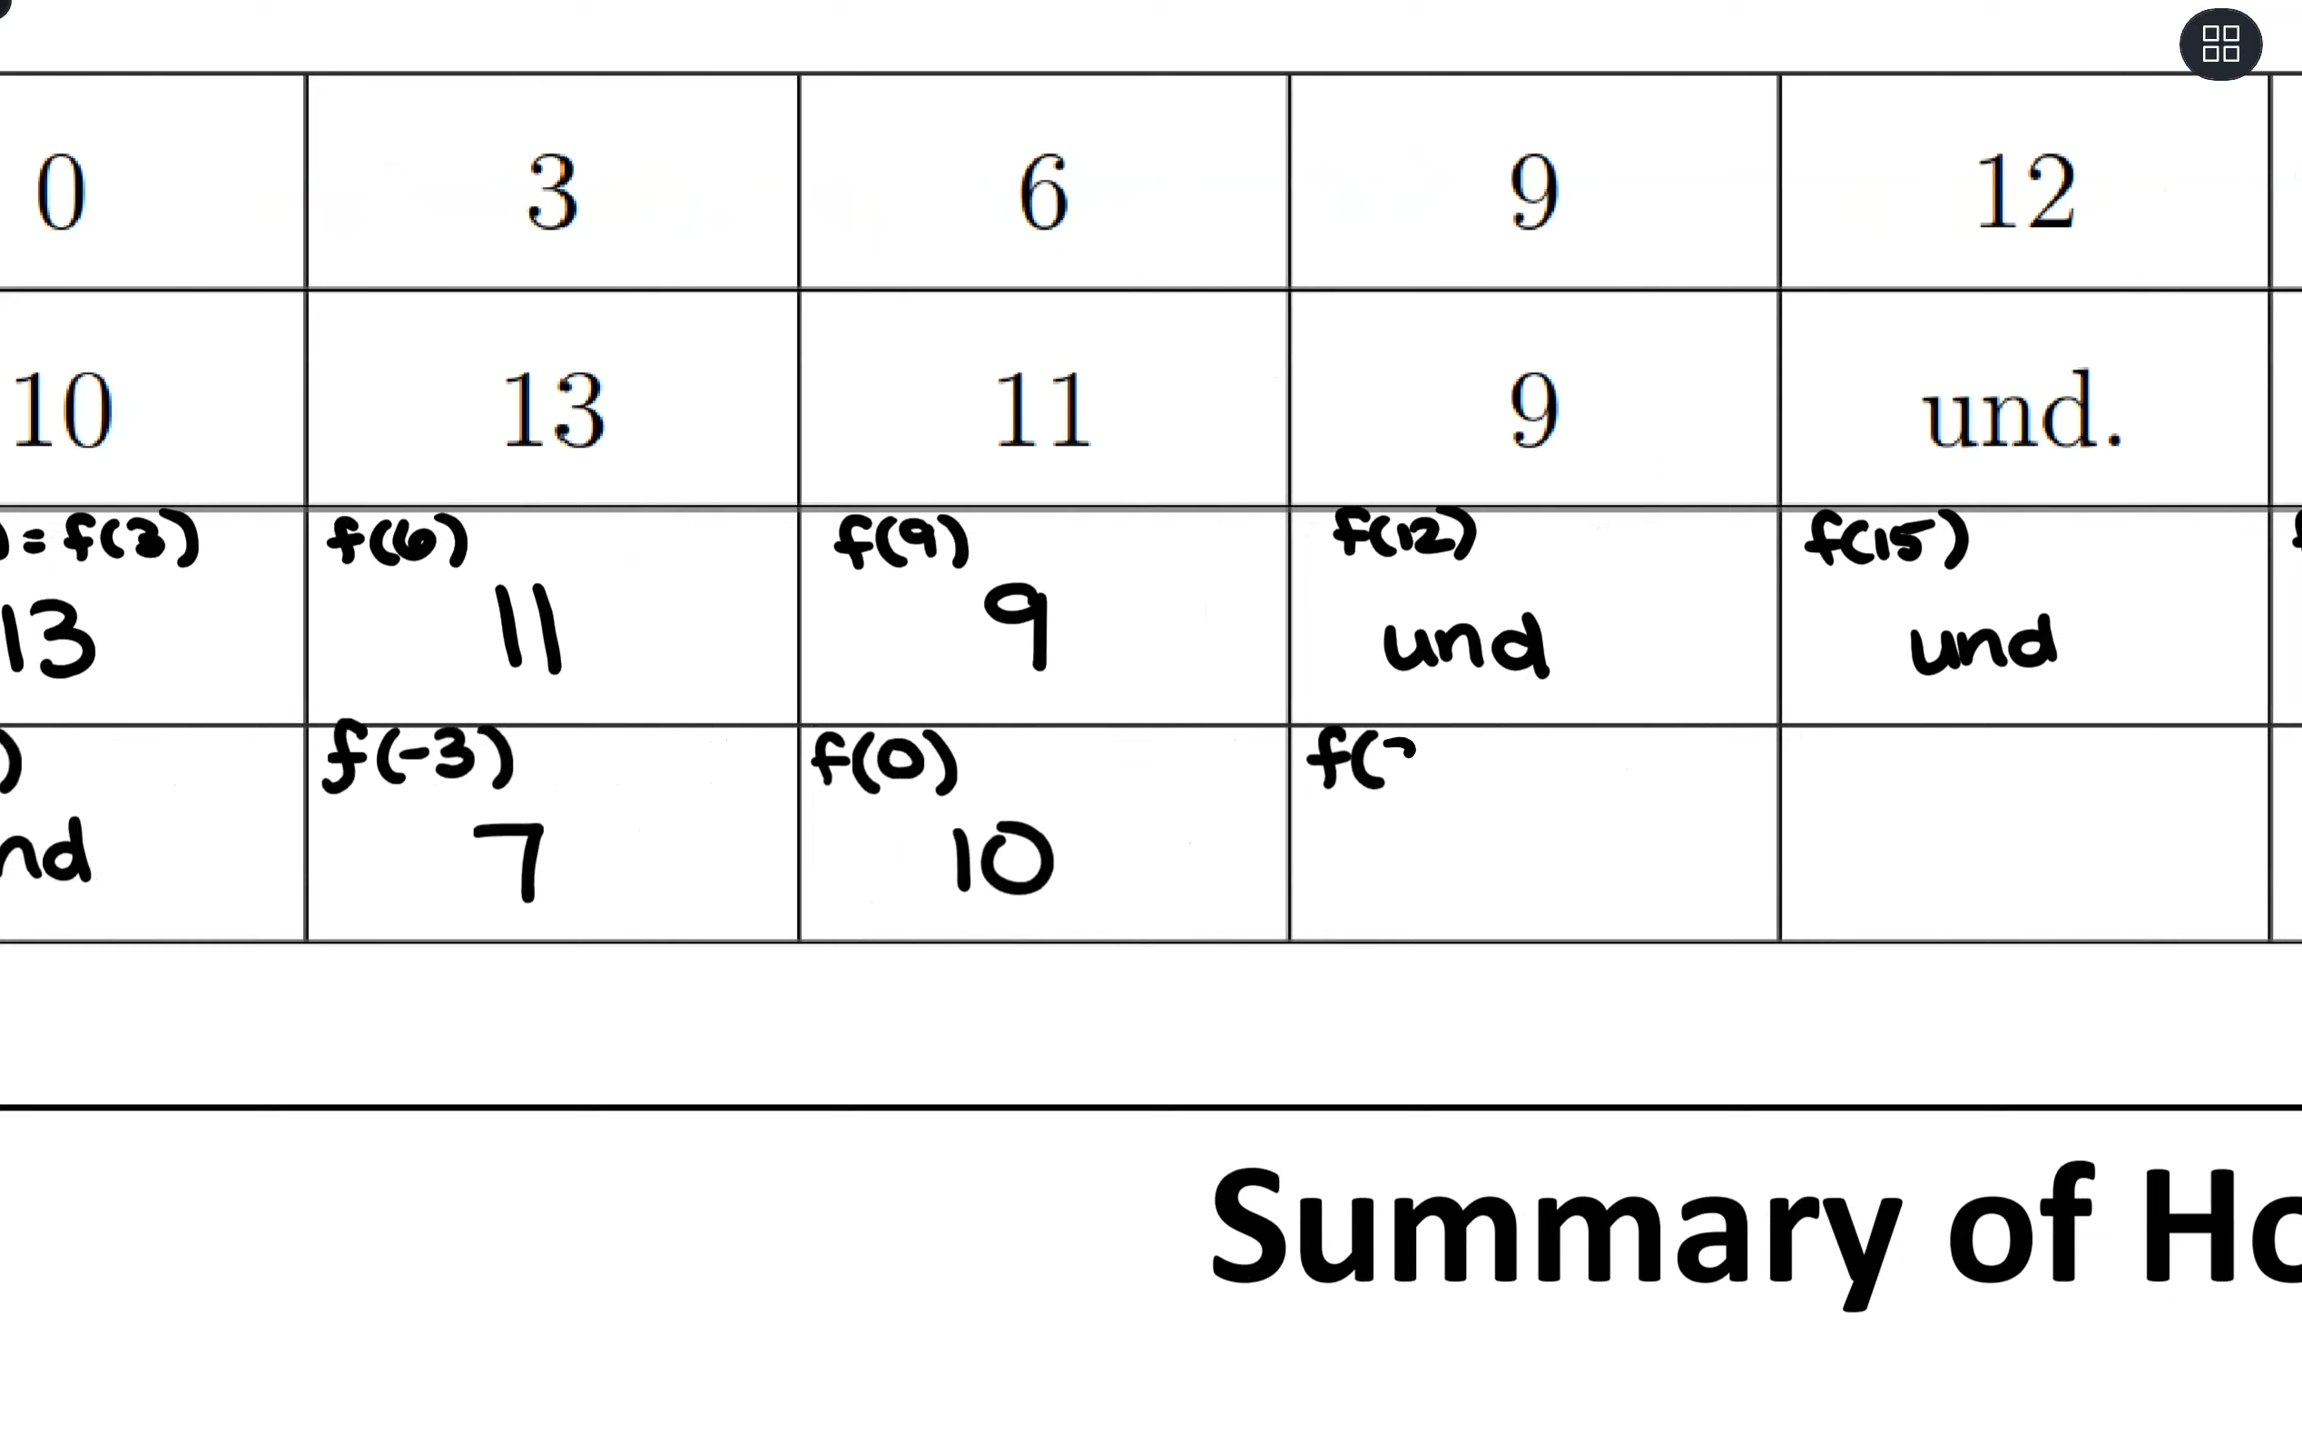 0 3 6 9 12
10 13 11 9 und.
) = f(3) f(6) f(9) f(12) f(15)
13 11 9 und und
) f(-3) f(0) f(
nd 7 10
Summary of Ho